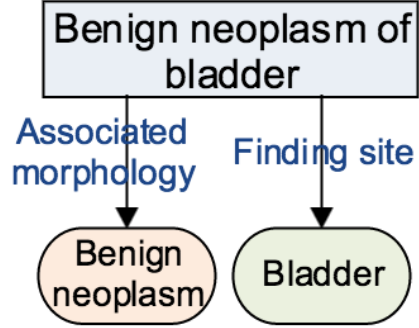 Benign neoplasm of
bladder
Associated
morphology
Finding site
Benign
neoplasm
Bladder